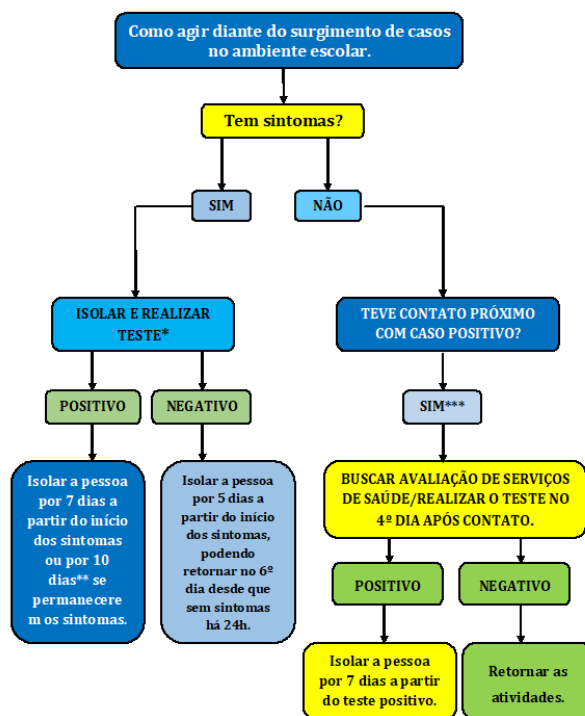 Como agir diante do surgimento de casos
no ambiente escolar.
Tem sintomas?
SIM
NÃO
ISOLAR E REALIZAR
TESTE*
TEVE CONTATO PRÓXIMO
COM CASO POSITIVO?
POSITIVO
NEGATIVO
SIM***
Isolar a pessoa
por 7 dias a
partir do início
dos sintomas
ou por 10
dias** se
permanecere
m os sintomas.
Isolar a pessoa
por 5 dias a
partir do início
dos sintomas,
podendo
retornar no 6º
dia desde que
sem sintomas
há 24h.
BUSCAR AVALIAÇÃO DE SERVIÇOS
DE SAÚDE/REALIZAR O TESTE NO
4º DIA APÓS CONTATO.
POSITIVO
NEGATIVO
Isolar a pessoa
por 7 dias a partir
do teste positivo.
Retornar as
atividades.